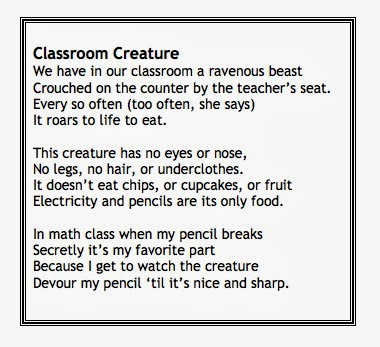 Classroom Creature
We have in our classroom a ravenous beast
Crouched on the counter by the teacher's seat.
Every so often (too often, she says)
It roars to life to eat.

This creature has no eyes or nose,
No legs, no hair, or underclothes.
It doesn't eat chips, or cupcakes, or fruit
Electricity and pencils are its only food.

In math class when my pencil breaks
Secretly it's my favorite part
Because I get to watch the creature
Devour my pencil 'til it's nice and sharp.